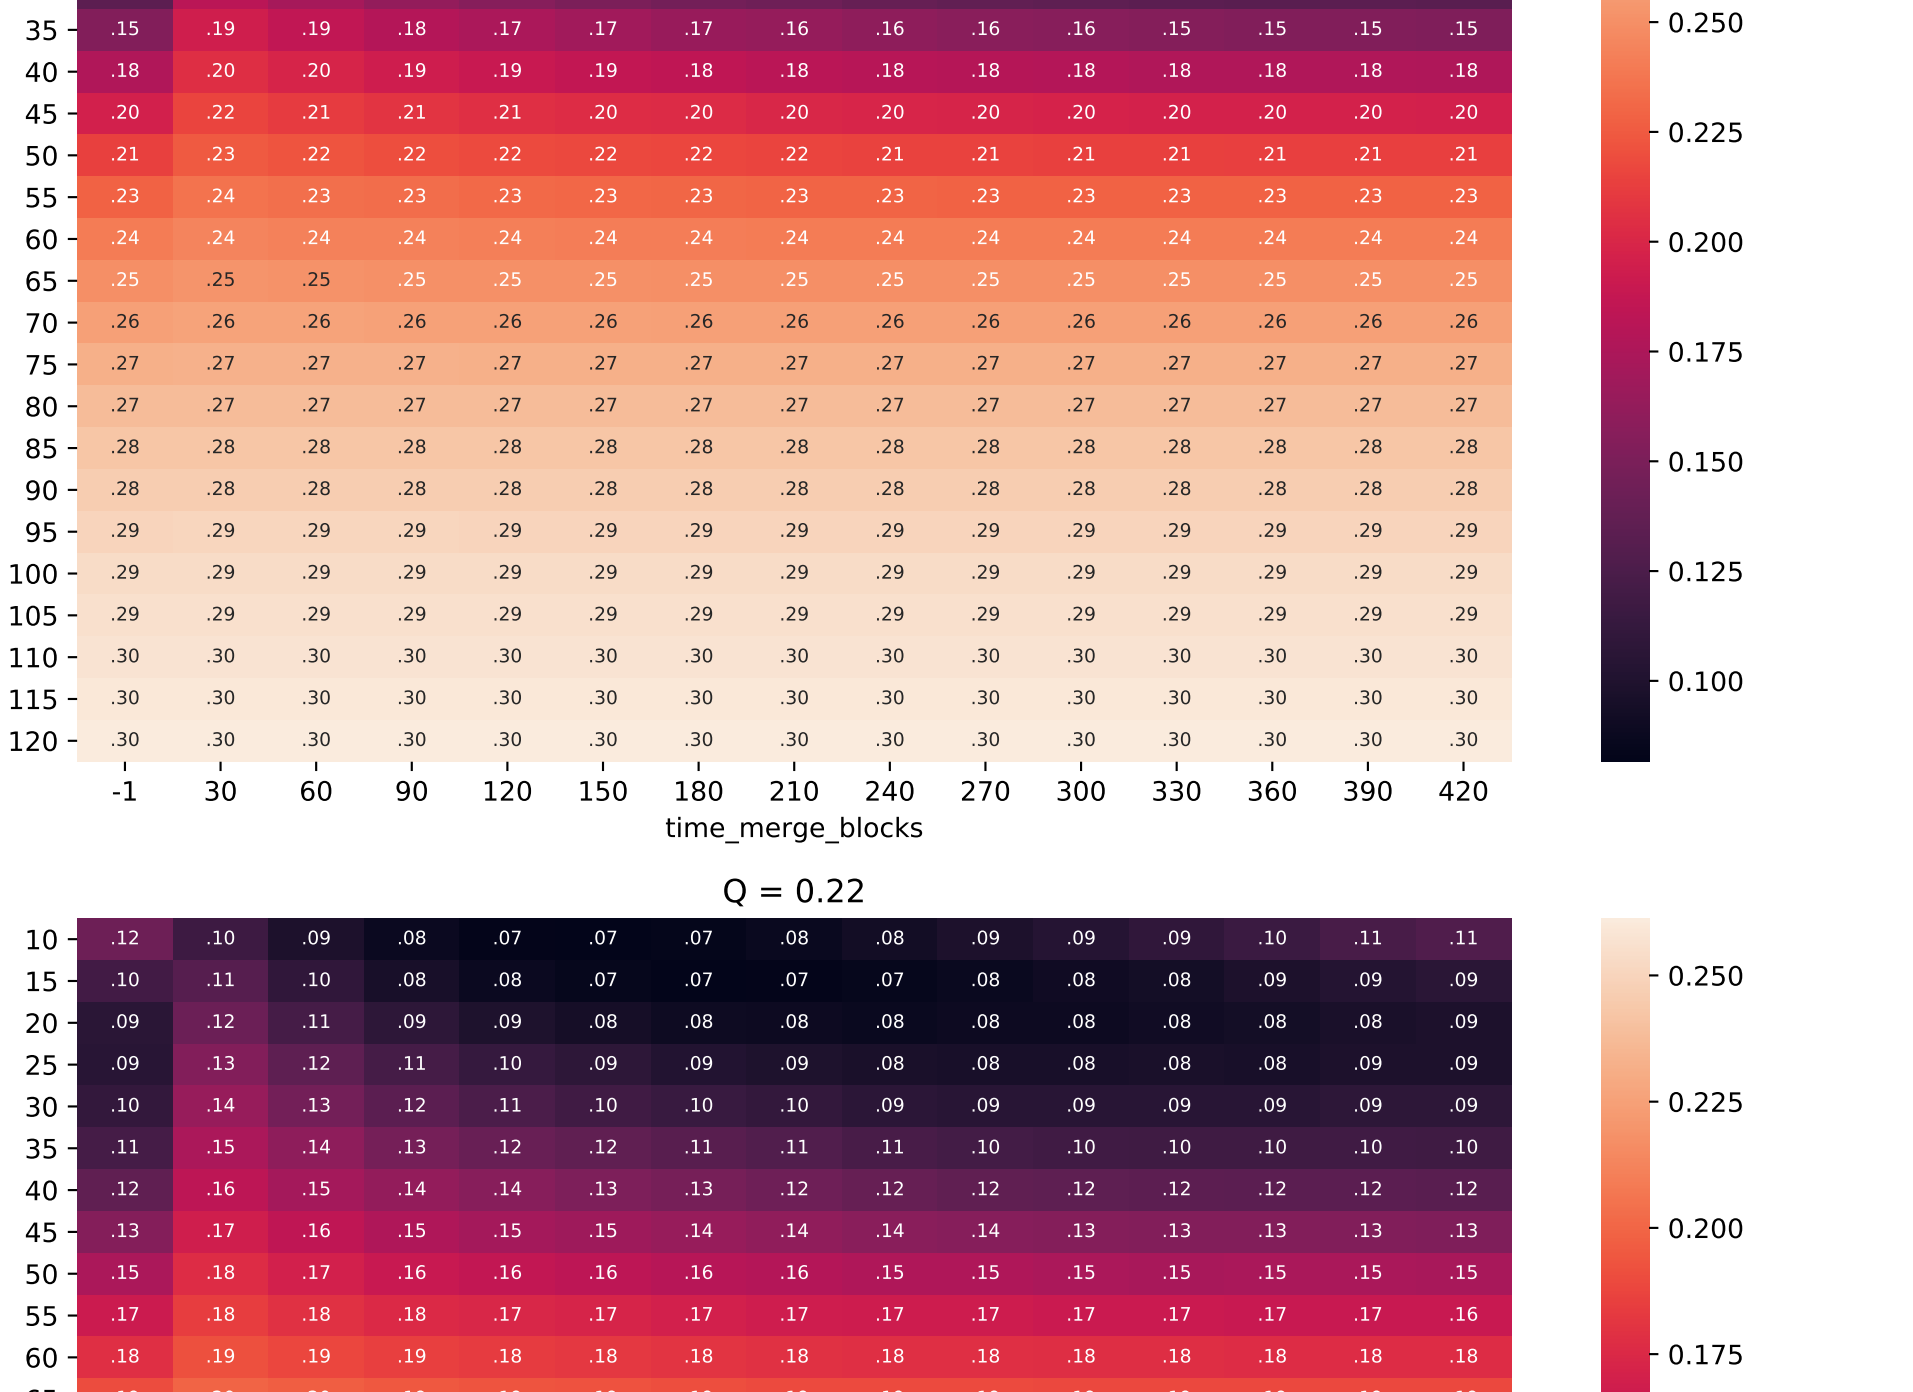 35 .15 .19 .19 .18 .17 .17 .17 .16 .16 .16 .16 .15 .15 .15 .15 0.250
40 .18 .20 .20 .19 .19 .19 .18 .18 .18 .18 .18 .18 .18 .18 .18
45 .20 .22 .21 .21 .21 .20 .20 .20 .20 .20 .20 .20 .20 .20 .20 0.225
50 .21 .23 .22 .22 .22 .22 .22 .22 .21 .21 .21 .21 .21 .21 .21
55 .23 .24 .23 .23 .23 .23 .23 .23 .23 .23 .23 .23 .23 .23 .23
60 .24 .24 .24 .24 .24 .24 .24 .24 .24 .24 .24 .24 .24 .24 .24 0.200
65 .25 .25 .25 .25 .25 .25 .25 .25 .25 .25 .25 .25 .25 .25 .25
70 .26 .26 .26 .26 .26 .26 .26 .26 .26 .26 .26 .26 .26 .26 .26
75 .27 .27 .27 .27 .27 .27 .27 .27 .27 .27 .27 .27 .27 .27 .27 0.175
80 .27 .27 .27 .27 .27 .27 .27 .27 .27 .27 .27 .27 .27 .27 .27
85 .28 .28 .28 .28 .28 .28 .28 .28 .28 .28 .28 .28 .28 .28 .28 0.150
90 .28 .28 .28 .28 .28 .28 .28 .28 .28 .28 .28 .28 .28 .28 .28
95 .29 .29 .29 .29 .29 .29 .29 .29 .29 .29 .29 .29 .29 .29 .29
100 .29 .29 .29 .29 .29 .29 .29 .29 .29 .29 .29 .29 .29 .29 .29 0.125
105 .29 .29 .29 .29 .29 .29 .29 .29 .29 .29 .29 .29 .29 .29 .29
110 .30 .30 .30 .30 .30 .30 .30 .30 .30 .30 .30 .30 .30 .30 .30
115 .30 .30 .30 .30 .30 .30 .30 .30 .30 .30 .30 .30 .30 .30 .30 0.100
120 .30 .30 .30 .30 .30 .30 .30 .30 .30 .30 .30 .30 .30 .30 .30
-1 30 60 90 120 150 180 210 240 270 300 330 360 390 420
time_merge_blocks
Q = 0.22
10 .12 .10 .09 .08 .07 .07 .07 .08 .08 .09 .09 .09 .10 .11 .11
15 .10 .11 .10 .08 .08 .07 .07 .07 .07 .08 .08 .08 .09 .09 .09 0.250
20 .09 .12 .11 .09 .09 .08 .08 .08 .08 .08 .08 .08 .08 .08 .09
25 .09 .13 .12 .11 .10 .09 .09 .09 .08 .08 .08 .08 .08 .09 .09
30 .10 .14 .13 .12 .11 .10 .10 .10 .09 .09 .09 .09 .09 .09 .09 0.225
35 .11 .15 .14 .13 .12 .12 .11 .11 .11 .10 .10 .10 .10 .10 .10
40 .12 .16 .15 .14 .14 .13 .13 .12 .12 .12 .12 .12 .12 .12 .12
45 .13 .17 .16 .15 .15 .15 .14 .14 .14 .14 .13 .13 .13 .13 .13 0.200
50 .15 .18 .17 .16 .16 .16 .16 .16 .15 .15 .15 .15 .15 .15 .15
55 .17 .18 .18 .18 .17 .17 .17 .17 .17 .17 .17 .17 .17 .17 .16
60 .18 .19 .19 .19 .18 .18 .18 .18 .18 .18 .18 .18 .18 .18 .18 0.175